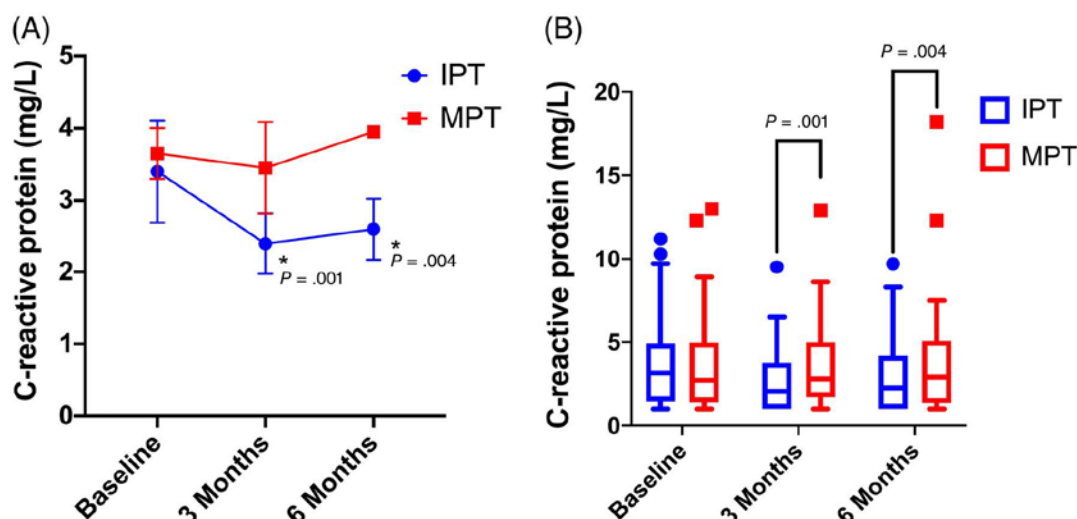 (A)
C-reactive protein (mg/L)
5
4
3
2
1
0
IPT
MPT
*
P = .001
*
P = .004
Baseline
3 Months
6 Months
(B)
C-reactive protein (mg/L)
20
15
10
5
0
P = .001
P = .004
IPT
MPT
Baseline
3 Months
6 Months